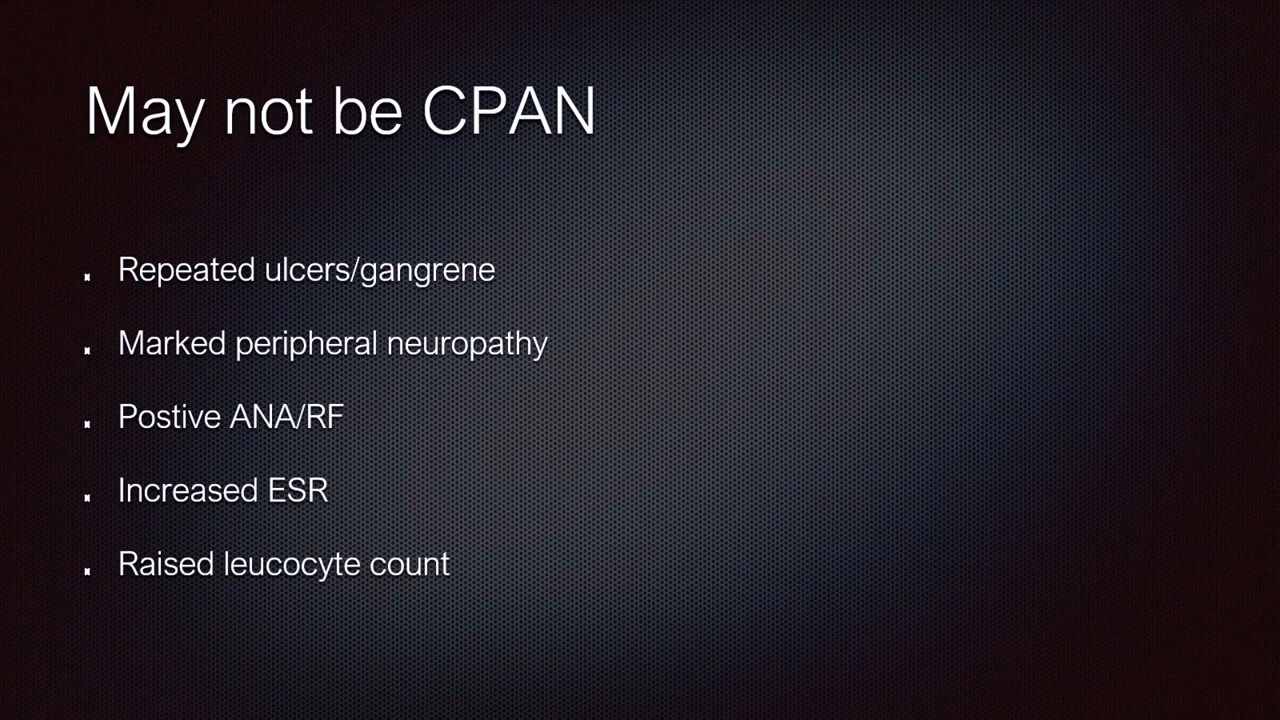 May not be CPAN
Repeated ulcers/gangrene
Marked peripheral neuropathy
Postive ANA/RF
Increased ESR
Raised leucocyte count